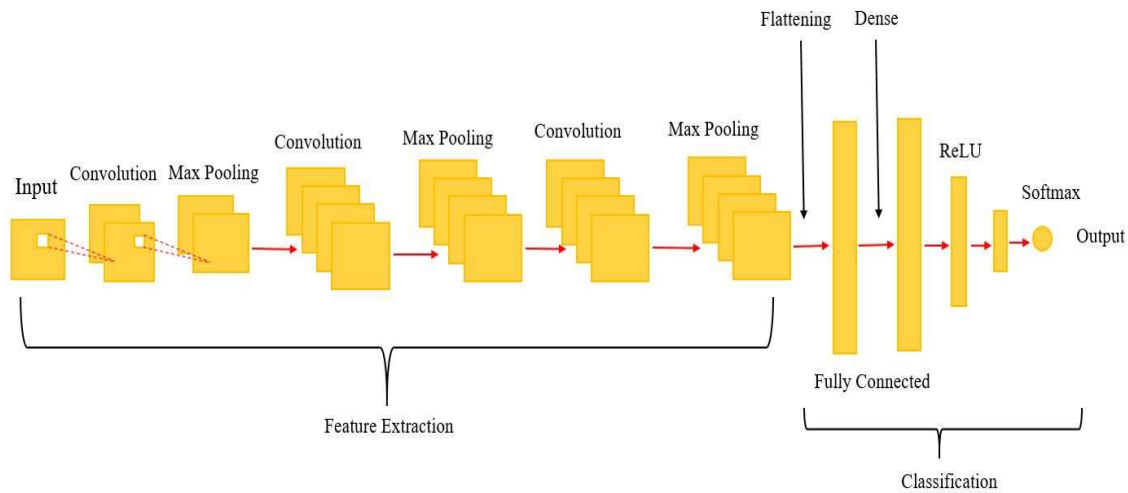 Flattening
Dense
Input
Convolution
Max Pooling
Convolution
Max Pooling
Convolution
Max Pooling
ReLU
Softmax
Output
Fully Connected
Feature Extraction
Classification